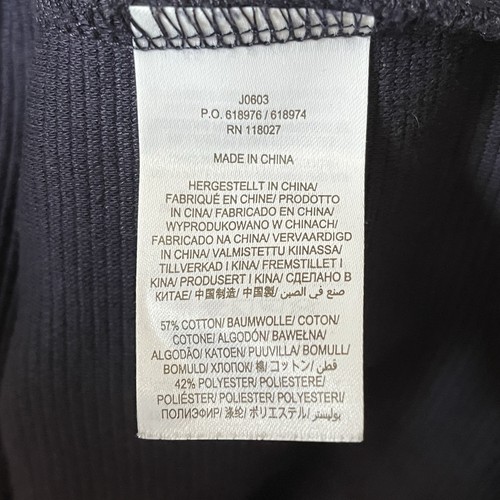 J0603
P.O. 618976 / 618974
RN 118027
MADE IN CHINA
HERGESTELLT IN CHINA/
FABRIQUÉ EN CHINE/ PRODOTTO
IN CINA/ FABRICADO EN CHINA/
WYPRODUKOWANO W CHINACH/
FABRICADO NA CHINA/ VERVAARDIGD
IN CHINA/ VALMISTETTU KIINASSA/
TILLVERKAD I KINA/ FREMSTILLET I
KINA/ PRODUSERT I KINA/ СДЕЛАНО В
КИТАЕ/ 中国制造/ 中国製/ صنع في الصين
57% COTTON/ BAUMWOLLE/ COTON/
COTONE/ ALGODÓN/ BAWEŁNA/
ALGODÃO/ KATOEN/ PUUVILLA/ BOMULL/
BOMULD/ ХЛОПОК/ 棉/ コットン/ قطن/
42% POLYESTER/ POLIESTERE/
POLIÉSTER/ POLIESTER/ POLYESTERI/
ПОЛИЭФИР/ 涤纶/ ポリエステル/ بوليستر/